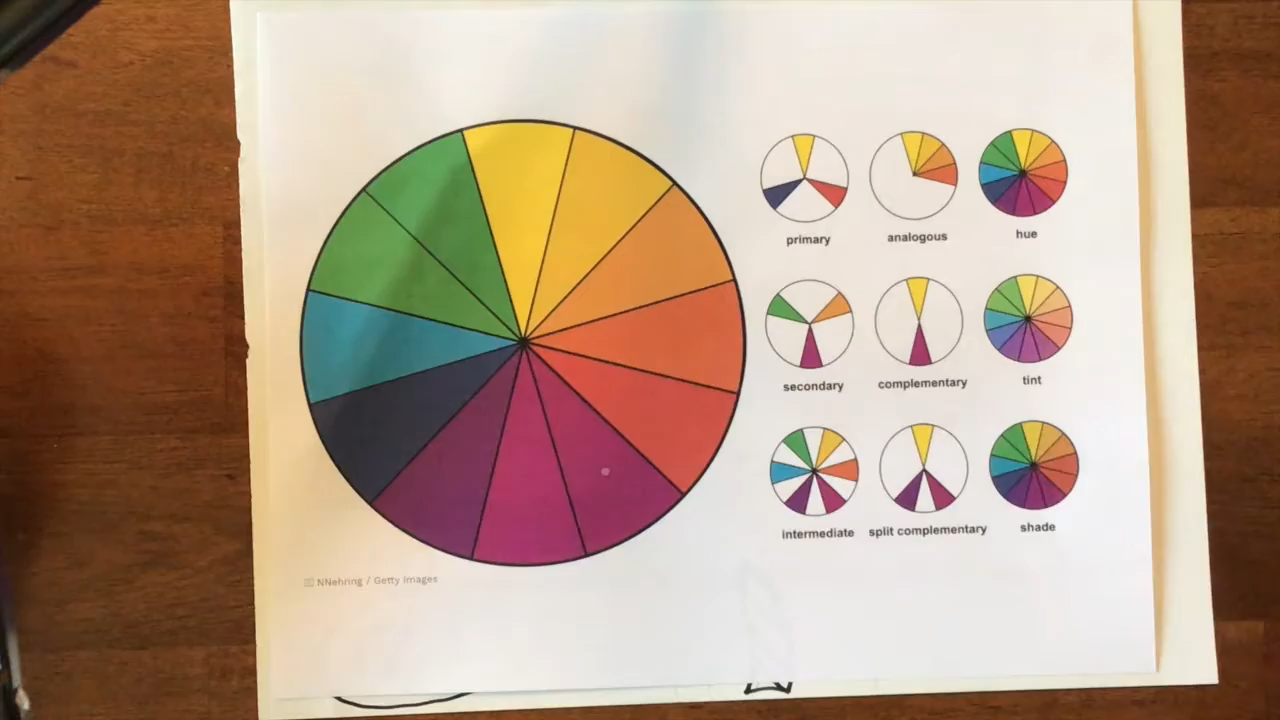 primary
analogous
hue
secondary
complementary
tint
intermediate
split complementary
shade
NNehring / Getty Images